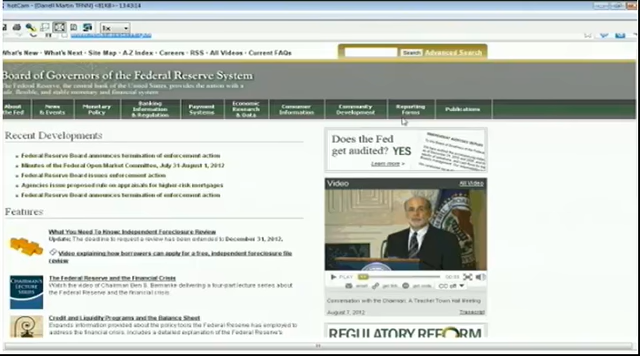 What's New · What's Next · Site Map · A-Z Index · Careers · RSS · All Videos · Current FAQs
Search Advanced Search
Board of Governors of the Federal Reserve System
The Federal Reserve, the central bank of the United States, provides the nation with a
safe, flexible, and stable monetary and financial system
About the Fed
News & Events
Monetary Policy
Banking Information & Regulation
Payment Systems
Economic Research & Data
Consumer Information
Community Development
Reporting Forms
Publications
Recent Developments
Federal Reserve Board announces termination of enforcement action
Minutes of the Federal Open Market Committee, July 31-August 1, 2012
Federal Reserve Board issues enforcement action
Agencies issue proposed rule on appraisals for higher-risk mortgages
Federal Reserve Board announces termination of enforcement action
Features
What You Need To Know: Independent Foreclosure Review
Update: The deadline to request a review has been extended to December 31, 2012.
Video explaining how borrowers can apply for a free, independent foreclosure file
review
CHAIRMAN'S
LECTURE
SERIES
The Federal Reserve and the Financial Crisis
Watch the video of Chairman Ben S. Bernanke delivering a four-part lecture series about
the Federal Reserve and the financial crisis.
Credit and Liquidity Programs and the Balance Sheet
Expands information provided about the policy tools the Federal Reserve has employed to
address the financial crisis. Includes a detailed explanation of the Federal Reserve's
Does the Fed
get audited? YES
Learn more
Video
All Video
PLAY
email
CC off
Conversation with the Chairman: A Teacher Town Hall Meeting
August 7, 2012
Transcript
REGULATORY REFORM